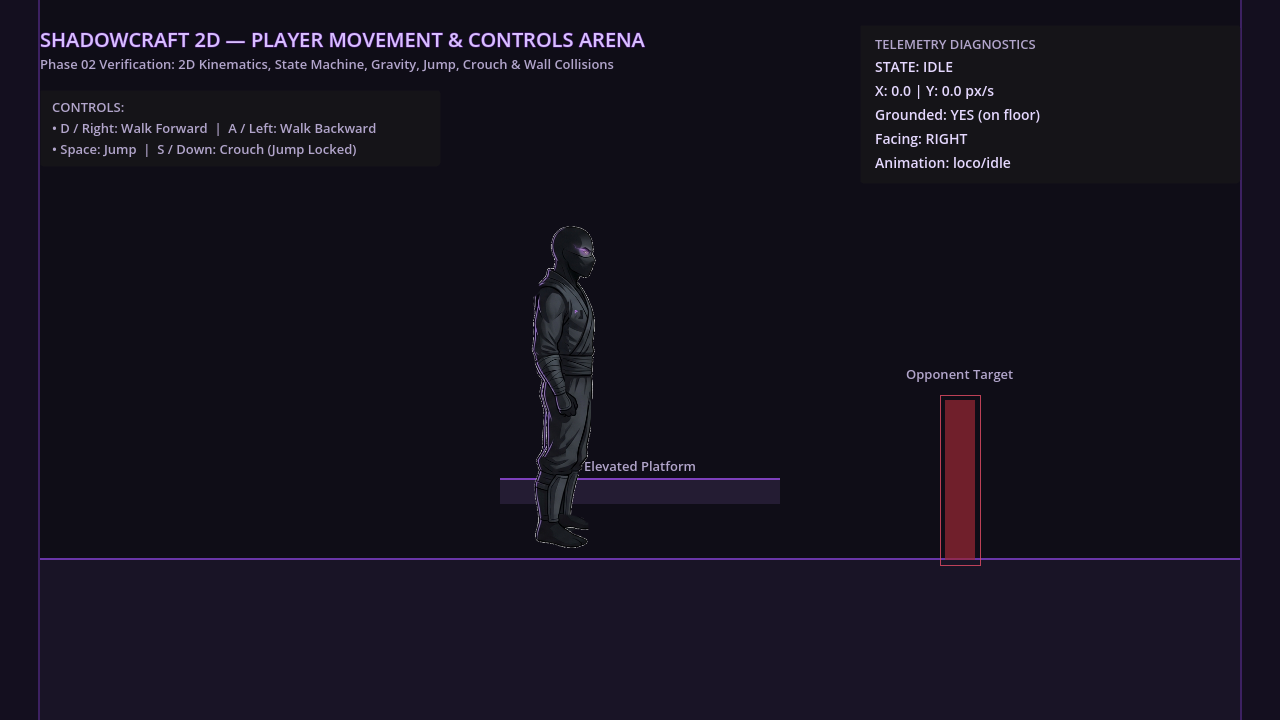 SHADOWCRAFT 2D — PLAYER MOVEMENT & CONTROLS ARENA
Phase 02 Verification: 2D Kinematics, State Machine, Gravity, Jump, Crouch & Wall Collisions
CONTROLS:
• D / Right: Walk Forward | A / Left: Walk Backward
• Space: Jump | S / Down: Crouch (Jump Locked)
TELEMETRY DIAGNOSTICS
STATE: IDLE
X: 0.0 | Y: 0.0 px/s
Grounded: YES (on floor)
Facing: RIGHT
Animation: loco/idle
Opponent Target
Elevated Platform